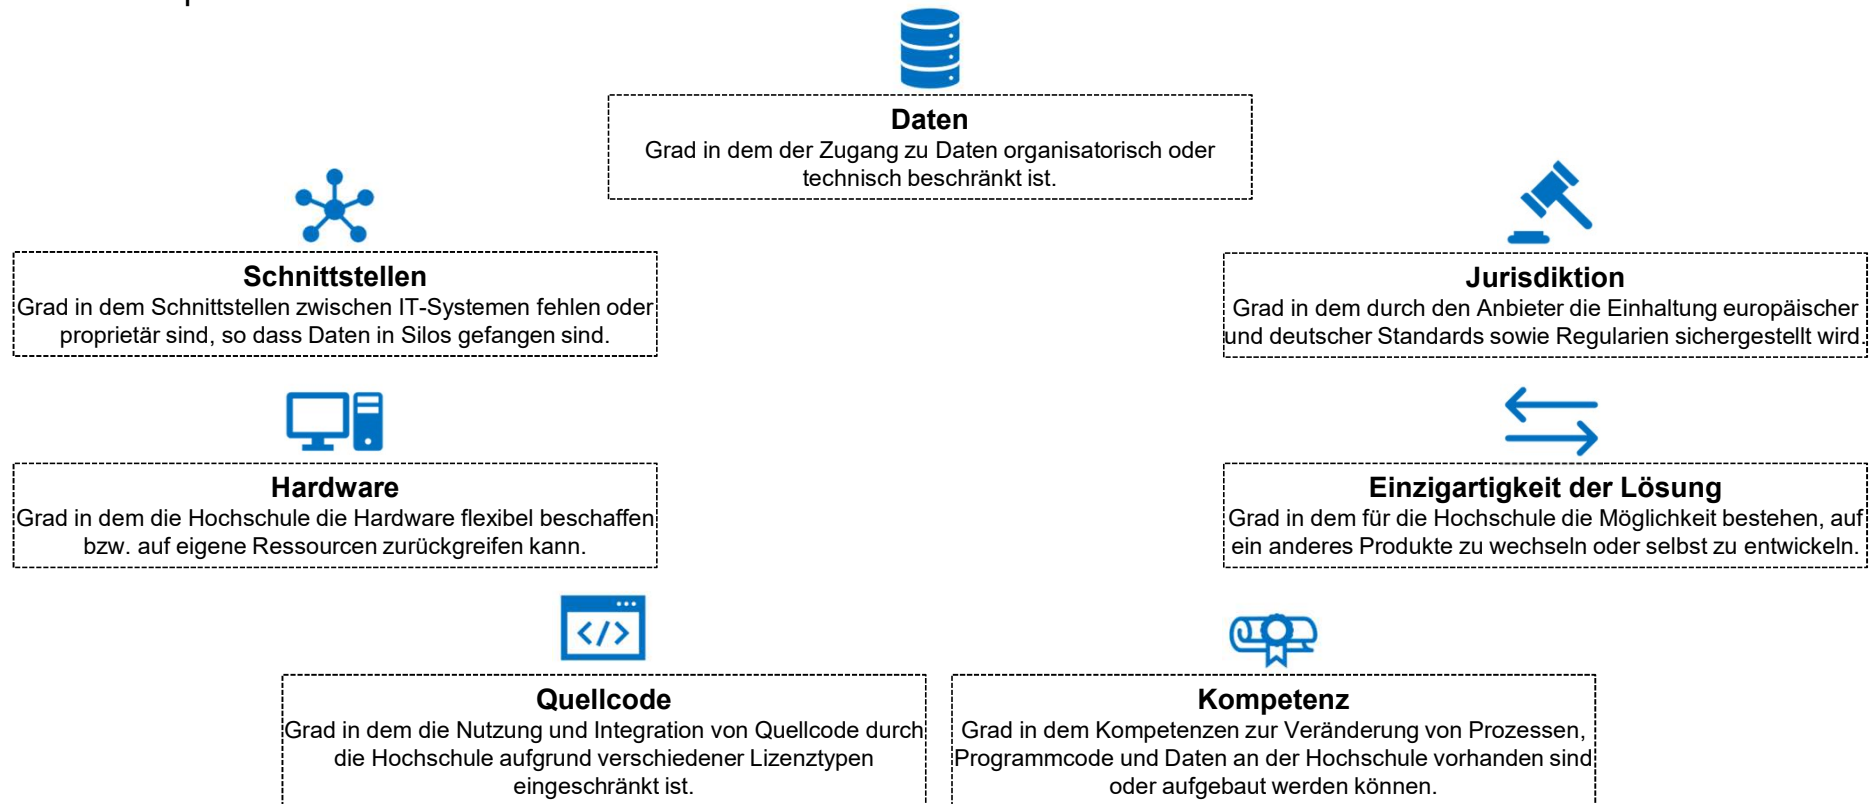 Daten
Grad in dem der Zugang zu Daten organisatorisch oder
technisch beschränkt ist.
Schnittstellen
Grad in dem Schnittstellen zwischen IT-Systemen fehlen oder
proprietär sind, so dass Daten in Silos gefangen sind.
Jurisdiktion
Grad in dem durch den Anbieter die Einhaltung europäischer
und deutscher Standards sowie Regularien sichergestellt wird.
Hardware
Grad in dem die Hochschule die Hardware flexibel beschaffen
bzw. auf eigene Ressourcen zurückgreifen kann.
Einzigartigkeit der Lösung
Grad in dem für die Hochschule die Möglichkeit bestehen, auf
ein anderes Produkte zu wechseln oder selbst zu entwickeln.
</>
Quellcode
Grad in dem die Nutzung und Integration von Quellcode durch
die Hochschule aufgrund verschiedener Lizenztypen
eingeschränkt ist.
Kompetenz
Grad in dem Kompetenzen zur Veränderung von Prozessen,
Programmcode und Daten an der Hochschule vorhanden sind
oder aufgebaut werden können.